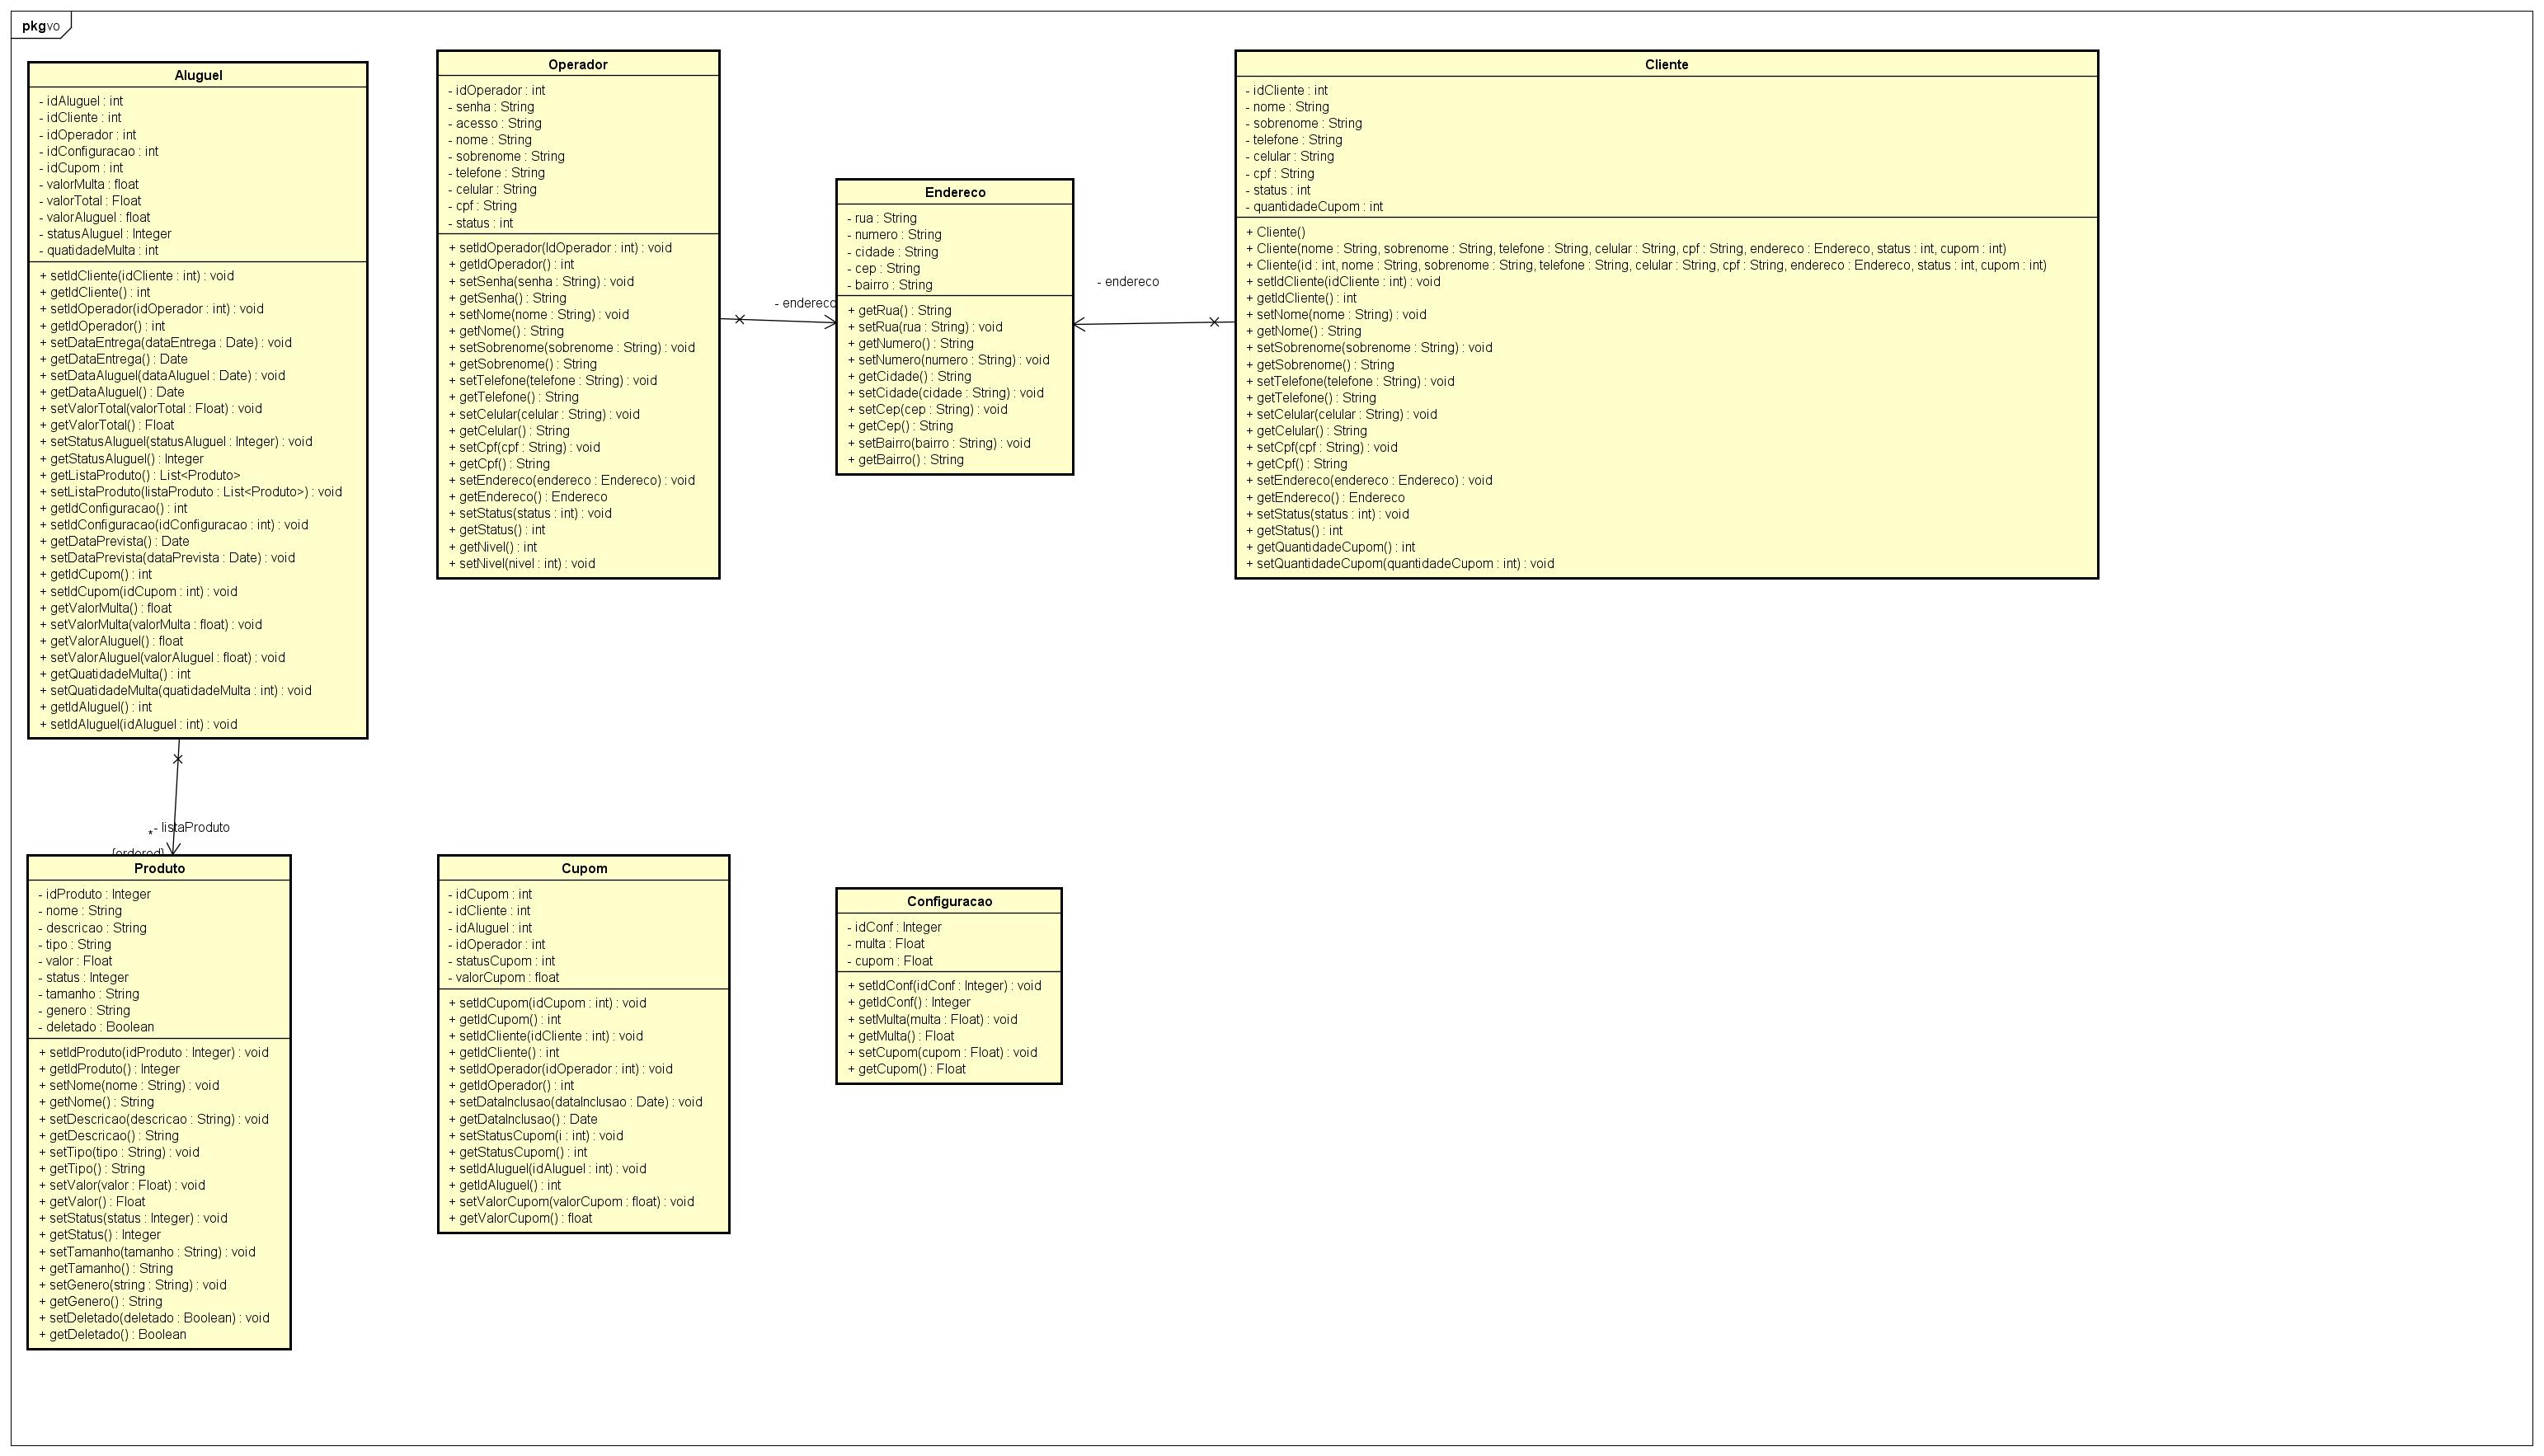 pkg vo
Aluguel
- idAluguel : int
- idCliente : int
- idOperador : int
- idConfiguracao : int
- idCupom : int
- valorMulta : float
- valorTotal : Float
- valorAluguel : float
- statusAluguel : Integer
- quatidadeMulta : int
+ setIdCliente(idCliente : int) : void
+ getIdCliente() : int
+ setIdOperador(idOperador : int) : void
+ getIdOperador() : int
+ setDataEntrega(dataEntrega : Date) : void
+ getDataEntrega() : Date
+ setDataAluguel(dataAluguel : Date) : void
+ getDataAluguel() : Date
+ setValorTotal(valorTotal : Float) : void
+ getValorTotal() : Float
+ setStatusAluguel(statusAluguel : Integer) : void
+ getStatusAluguel() : Integer
+ getListaProduto() : List<Produto>
+ setListaProduto(listaProduto : List<Produto>) : void
+ getIdConfiguracao() : int
+ setIdConfiguracao(idConfiguracao : int) : void
+ getDataPrevista() : Date
+ setDataPrevista(dataPrevista : Date) : void
+ getIdCupom() : int
+ setIdCupom(idCupom : int) : void
+ getValorMulta() : float
+ setValorMulta(valorMulta : float) : void
+ getValorAluguel() : float
+ setValorAluguel(valorAluguel : float) : void
+ getQuatidadeMulta() : int
+ setQuatidadeMulta(quatidadeMulta : int) : void
+ getIdAluguel() : int
+ setIdAluguel(idAluguel : int) : void
Operador
- idOperador : int
- senha : String
- acesso : String
- nome : String
- sobrenome : String
- telefone : String
- celular : String
- cpf : String
- status : int
+ setIdOperador(IdOperador : int) : void
+ getIdOperador() : int
+ setSenha(senha : String) : void
+ getSenha() : String
+ setNome(nome : String) : void
+ getNome() : String
+ setSobrenome(sobrenome : String) : void
+ getSobrenome() : String
+ setTelefone(telefone : String) : void
+ getTelefone() : String
+ setCelular(celular : String) : void
+ getCelular() : String
+ setCpf(cpf : String) : void
+ getCpf() : String
+ setEndereco(endereco : Endereco) : void
+ getEndereco() : Endereco
+ setStatus(status : int) : void
+ getStatus() : int
+ getNivel() : int
+ setNivel(nivel : int) : void
- endereco
Endereco
- rua : String
- numero : String
- cidade : String
- cep : String
- bairro : String
+ getRua() : String
+ setRua(rua : String) : void
+ getNumero() : String
+ setNumero(numero : String) : void
+ getCidade() : String
+ setCidade(cidade : String) : void
+ setCep(cep : String) : void
+ getCep() : String
+ setBairro(bairro : String) : void
+ getBairro() : String
- endereco
Cliente
- idCliente : int
- nome : String
- sobrenome : String
- telefone : String
- celular : String
- cpf : String
- status : int
- quantidadeCupom : int
+ Cliente()
+ Cliente(nome : String, sobrenome : String, telefone : String, celular : String, cpf : String, endereco : Endereco, status : int, cupom : int)
+ Cliente(id : int, nome : String, sobrenome : String, telefone : String, celular : String, cpf : String, endereco : Endereco, status : int, cupom : int)
+ setIdCliente(idCliente : int) : void
+ getIdCliente() : int
+ setNome(nome : String) : void
+ getNome() : String
+ setSobrenome(sobrenome : String) : void
+ getSobrenome() : String
+ setTelefone(telefone : String) : void
+ getTelefone() : String
+ setCelular(celular : String) : void
+ getCelular() : String
+ setCpf(cpf : String) : void
+ getCpf() : String
+ setEndereco(endereco : Endereco) : void
+ getEndereco() : Endereco
+ setStatus(status : int) : void
+ getStatus() : int
+ getQuantidadeCupom() : int
+ setQuantidadeCupom(quantidadeCupom : int) : void
* - listaProduto
{ordered}
Produto
- idProduto : Integer
- nome : String
- descricao : String
- tipo : String
- valor : Float
- status : Integer
- tamanho : String
- genero : String
- deletado : Boolean
+ setIdProduto(idProduto : Integer) : void
+ getIdProduto() : Integer
+ setNome(nome : String) : void
+ getNome() : String
+ setDescricao(descricao : String) : void
+ getDescricao() : String
+ setTipo(tipo : String) : void
+ getTipo() : String
+ setValor(valor : Float) : void
+ getValor() : Float
+ setStatus(status : Integer) : void
+ getStatus() : Integer
+ setTamanho(tamanho : String) : void
+ getTamanho() : String
+ setGenero(string : String) : void
+ getGenero() : String
+ setDeletado(deletado : Boolean) : void
+ getDeletado() : Boolean
Cupom
- idCupom : int
- idCliente : int
- idAluguel : int
- idOperador : int
- statusCupom : int
- valorCupom : float
+ setIdCupom(idCupom : int) : void
+ getIdCupom() : int
+ setIdCliente(idCliente : int) : void
+ getIdCliente() : int
+ setIdOperador(idOperador : int) : void
+ getIdOperador() : int
+ setDataInclusao(dataInclusao : Date) : void
+ getDataInclusao() : Date
+ setStatusCupom(i : int) : void
+ getStatusCupom() : int
+ setIdAluguel(idAluguel : int) : void
+ getIdAluguel() : int
+ setValorCupom(valorCupom : float) : void
+ getValorCupom() : float
Configuracao
- idConf : Integer
- multa : Float
- cupom : Float
+ setIdConf(idConf : Integer) : void
+ getIdConf() : Integer
+ setMulta(multa : Float) : void
+ getMulta() : Float
+ setCupom(cupom : Float) : void
+ getCupom() : Float